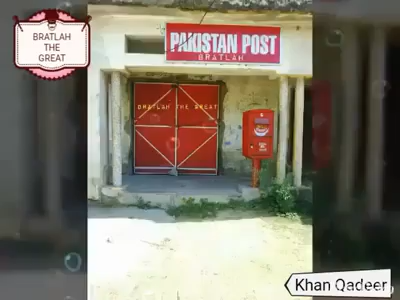 BRATLAH
THE
GREAT
PAKISTAN POST
BRATLAH
BRATLAH THE GREAT
Khan Qadeer